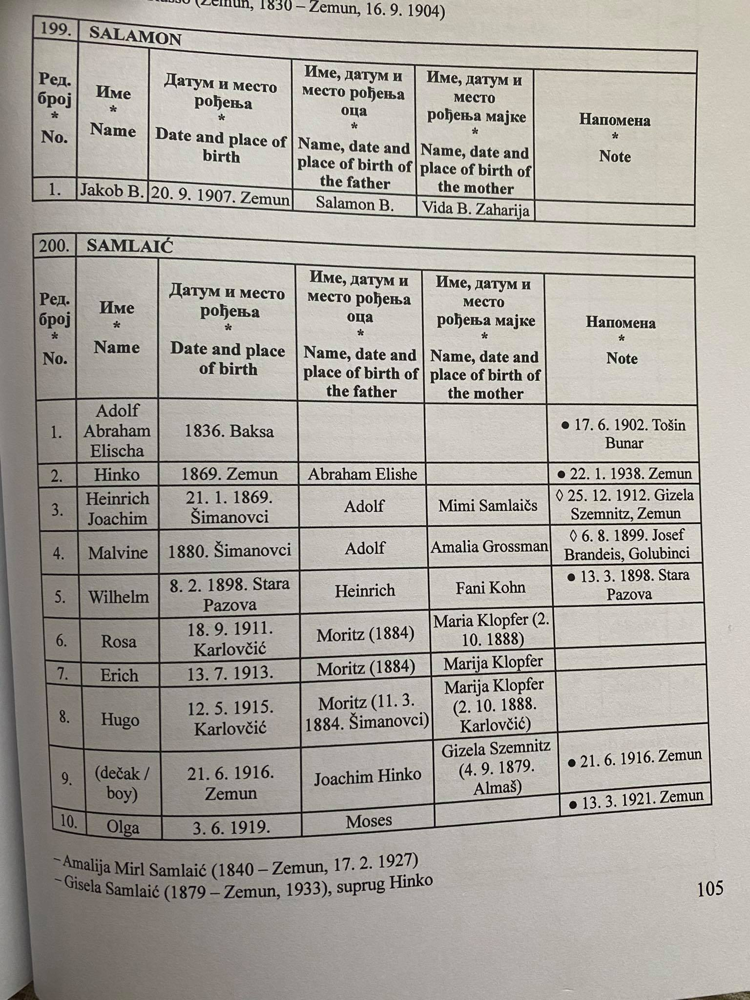 (Zemun, 1830 – Zemun, 16. 9. 1904)
199. SALAMON
Ред. број * No.
Име * Name
Датум и место рођења * Date and place of birth
Име, датум и место рођења оца * Name, date and place of birth of the father
Име, датум и место рођења мајке * Name, date and place of birth of the mother
Напомена * Note
1. Jakob B. 20. 9. 1907. Zemun Salamon B. Vida B. Zaharija
200. SAMLAIĆ
Ред. број * No.
Име * Name
Датум и место рођења * Date and place of birth
Име, датум и место рођења оца * Name, date and place of birth of the father
Име, датум и место рођења мајке * Name, date and place of birth of the mother
Напомена * Note
1. Adolf Abraham Elischa 1836. Baksa ● 17. 6. 1902. Tošin Bunar
2. Hinko 1869. Zemun Abraham Elishe ● 22. 1. 1938. Zemun
3. Heinrich Joachim 21. 1. 1869. Šimanovci Adolf Mimi Samlaičs ◊ 25. 12. 1912. Gizela Szemnitz, Zemun
4. Malvine 1880. Šimanovci Adolf Amalia Grossman ◊ 6. 8. 1899. Josef Brandeis, Golubinci
5. Wilhelm 8. 2. 1898. Stara Pazova Heinrich Fani Kohn ● 13. 3. 1898. Stara Pazova
6. Rosa 18. 9. 1911. Karlovčić Moritz (1884) Maria Klopfer (2. 10. 1888)
7. Erich 13. 7. 1913. Moritz (1884) Marija Klopfer
8. Hugo 12. 5. 1915. Karlovčić Moritz (11. 3. 1884. Šimanovci) Marija Klopfer (2. 10. 1888. Karlovčić)
9. (dečak / boy) 21. 6. 1916. Zemun Joachim Hinko Gizela Szemnitz (4. 9. 1879. Almaš) ● 21. 6. 1916. Zemun
10. Olga 3. 6. 1919. Moses ● 13. 3. 1921. Zemun
– Amalija Mirl Samlaić (1840 – Zemun, 17. 2. 1927)
– Gisela Samlaić (1879 – Zemun, 1933), suprug Hinko
105